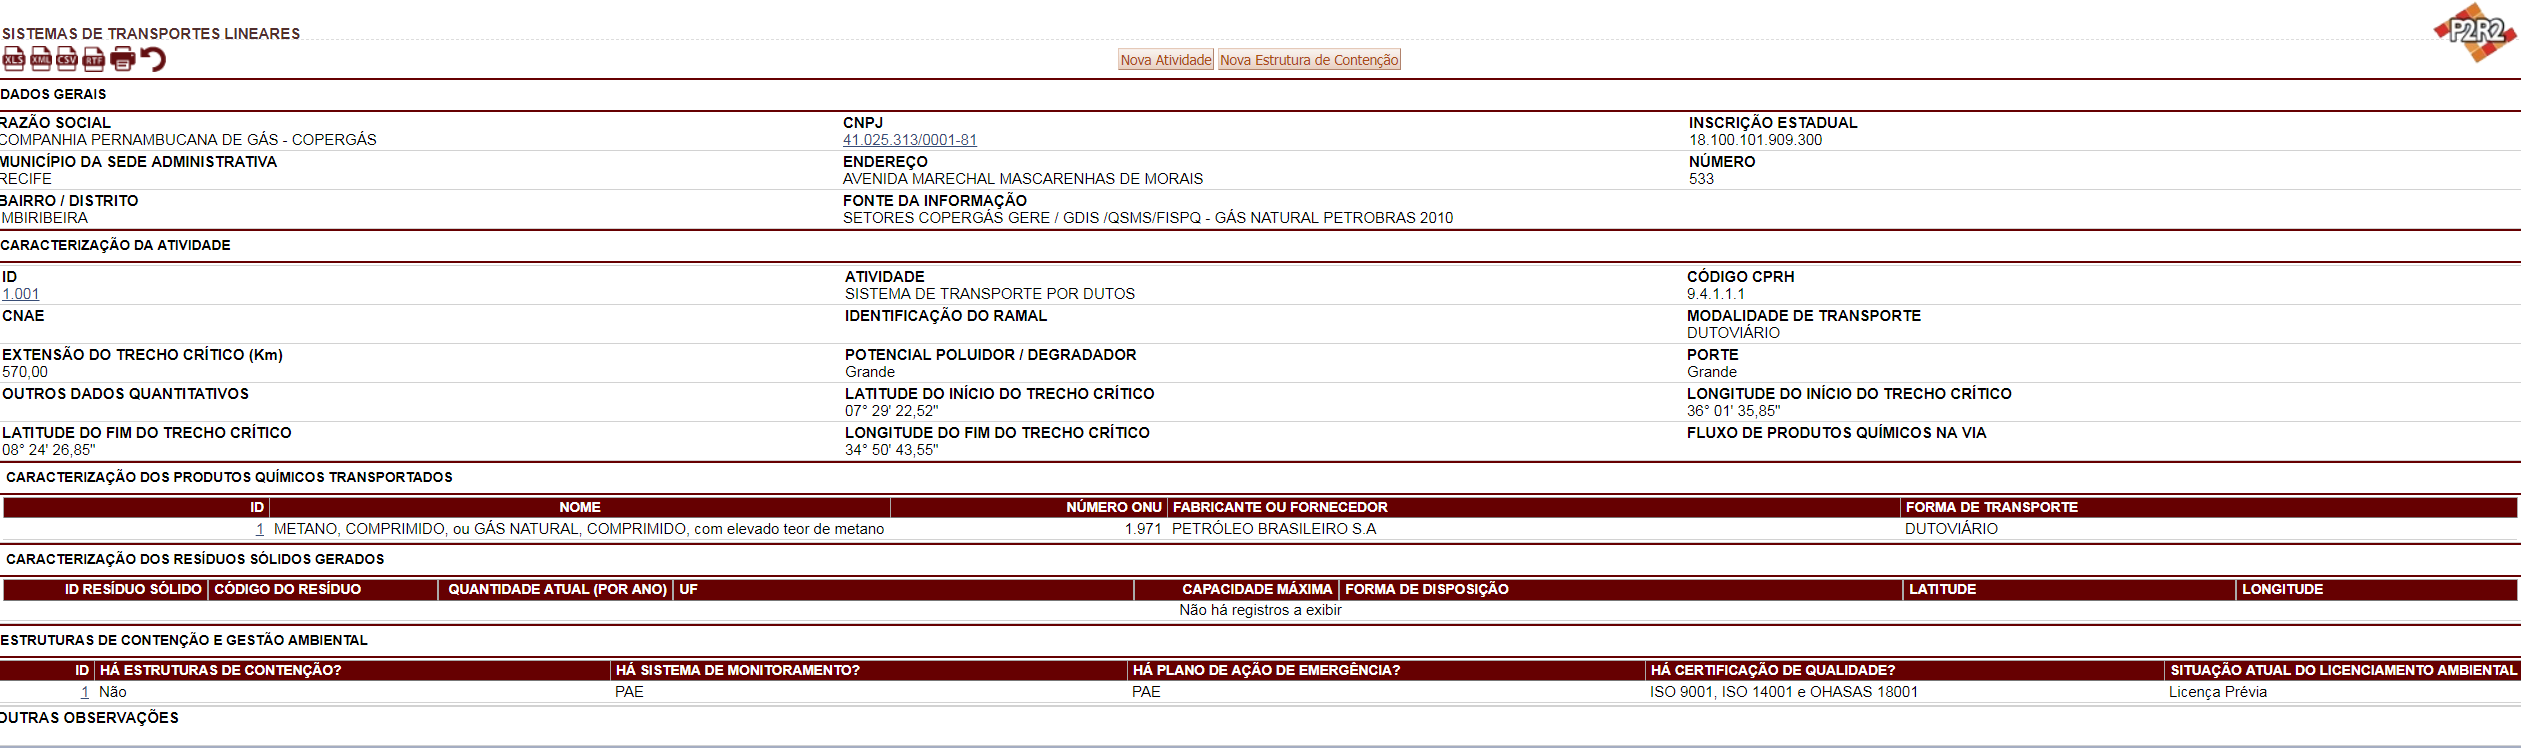 SISTEMAS DE TRANSPORTES LINEARES
P2R2
XLS XML CSV RTF
Nova Atividade Nova Estrutura de Contenção
DADOS GERAIS
RAZÃO SOCIAL CNPJ INSCRIÇÃO ESTADUAL
COMPANHIA PERNAMBUCANA DE GÁS - COPERGÁS 41.025.313/0001-81 18.100.101.909.300
MUNICÍPIO DA SEDE ADMINISTRATIVA ENDEREÇO NÚMERO
RECIFE AVENIDA MARECHAL MASCARENHAS DE MORAIS 533
BAIRRO / DISTRITO FONTE DA INFORMAÇÃO
MBIRIBEIRA SETORES COPERGÁS GERE / GDIS /QSMS/FISPQ - GÁS NATURAL PETROBRAS 2010
CARACTERIZAÇÃO DA ATIVIDADE
ID ATIVIDADE CÓDIGO CPRH
1.001 SISTEMA DE TRANSPORTE POR DUTOS 9.4.1.1.1
CNAE IDENTIFICAÇÃO DO RAMAL MODALIDADE DE TRANSPORTE
DUTOVIÁRIO
EXTENSÃO DO TRECHO CRÍTICO (Km) POTENCIAL POLUIDOR / DEGRADADOR PORTE
570,00 Grande Grande
OUTROS DADOS QUANTITATIVOS LATITUDE DO INÍCIO DO TRECHO CRÍTICO LONGITUDE DO INÍCIO DO TRECHO CRÍTICO
07° 29' 22,52" 36° 01' 35,85"
LATITUDE DO FIM DO TRECHO CRÍTICO LONGITUDE DO FIM DO TRECHO CRÍTICO FLUXO DE PRODUTOS QUÍMICOS NA VIA
08° 24' 26,85" 34° 50' 43,55"
CARACTERIZAÇÃO DOS PRODUTOS QUÍMICOS TRANSPORTADOS
ID NOME NÚMERO ONU FABRICANTE OU FORNECEDOR FORMA DE TRANSPORTE
1 METANO, COMPRIMIDO, ou GÁS NATURAL, COMPRIMIDO, com elevado teor de metano 1.971 PETRÓLEO BRASILEIRO S.A DUTOVIÁRIO
CARACTERIZAÇÃO DOS RESÍDUOS SÓLIDOS GERADOS
ID RESÍDUO SÓLIDO CÓDIGO DO RESÍDUO QUANTIDADE ATUAL (POR ANO) UF CAPACIDADE MÁXIMA FORMA DE DISPOSIÇÃO LATITUDE LONGITUDE
Não há registros a exibir
ESTRUTURAS DE CONTENÇÃO E GESTÃO AMBIENTAL
ID HÁ ESTRUTURAS DE CONTENÇÃO? HÁ SISTEMA DE MONITORAMENTO? HÁ PLANO DE AÇÃO DE EMERGÊNCIA? HÁ CERTIFICAÇÃO DE QUALIDADE? SITUAÇÃO ATUAL DO LICENCIAMENTO AMBIENTAL
1 Não PAE PAE ISO 9001, ISO 14001 e OHASAS 18001 Licença Prévia
OUTRAS OBSERVAÇÕES